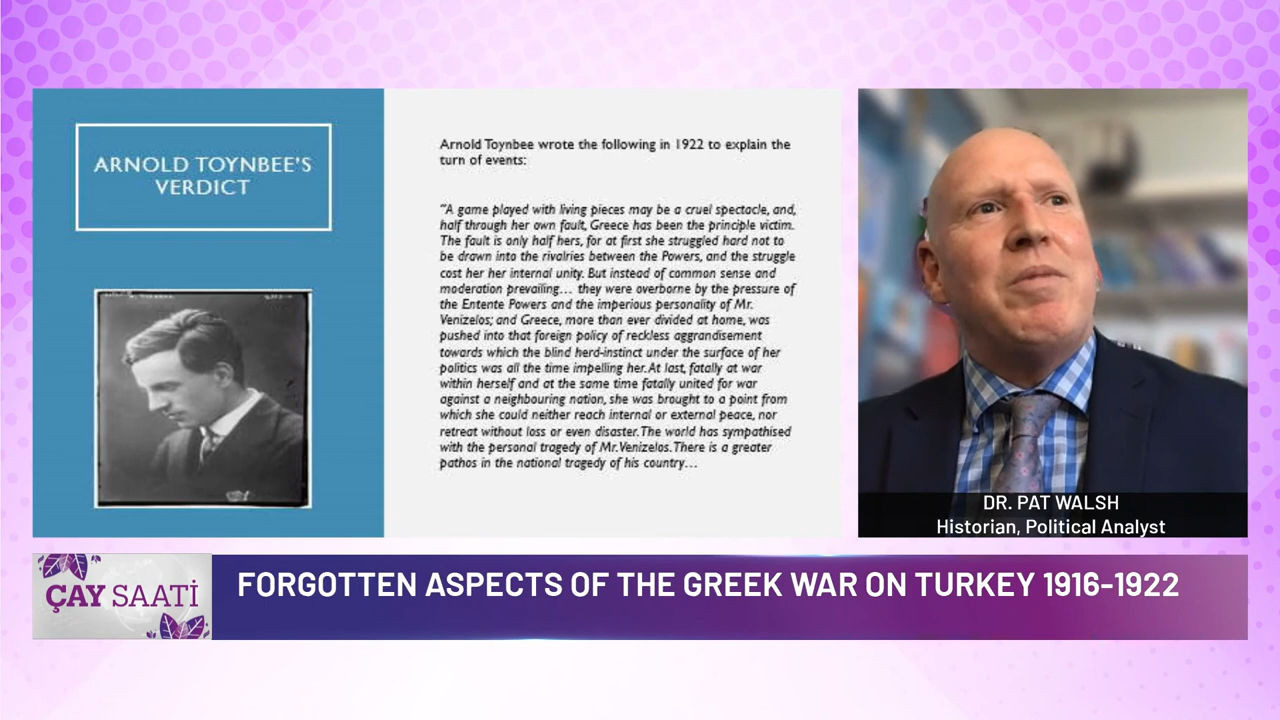 ARNOLD TOYNBEE'S
VERDICT
Arnold Toynbee wrote the following in 1922 to explain the
turn of events:
"A game played with living pieces may be a cruel spectacle, and,
half through her own fault, Greece has been the principle victim.
The fault is only half hers, for at first she struggled hard not to
be drawn into the rivalries between the Powers, and the struggle
cost her her internal unity. But instead of common sense and
moderation prevailing... they were overborne by the pressure of
the Entente Powers and the imperious personality of Mr.
Venizelos; and Greece, more than ever divided at home, was
pushed into that foreign policy of reckless aggrandisement
towards which the blind herd-instinct under the surface of her
politics was all the time impelling her. At last, fatally at war
within herself and at the same time fatally united for war
against a neighbouring nation, she was brought to a point from
which she could neither reach internal or external peace, nor
retreat without loss or even disaster. The world has sympathised
with the personal tragedy of Mr. Venizelos. There is a greater
pathos in the national tragedy of his country...
DR. PAT WALSH
Historian, Political Analyst
ÇAY SAATİ
FORGOTTEN ASPECTS OF THE GREEK WAR ON TURKEY 1916-1922